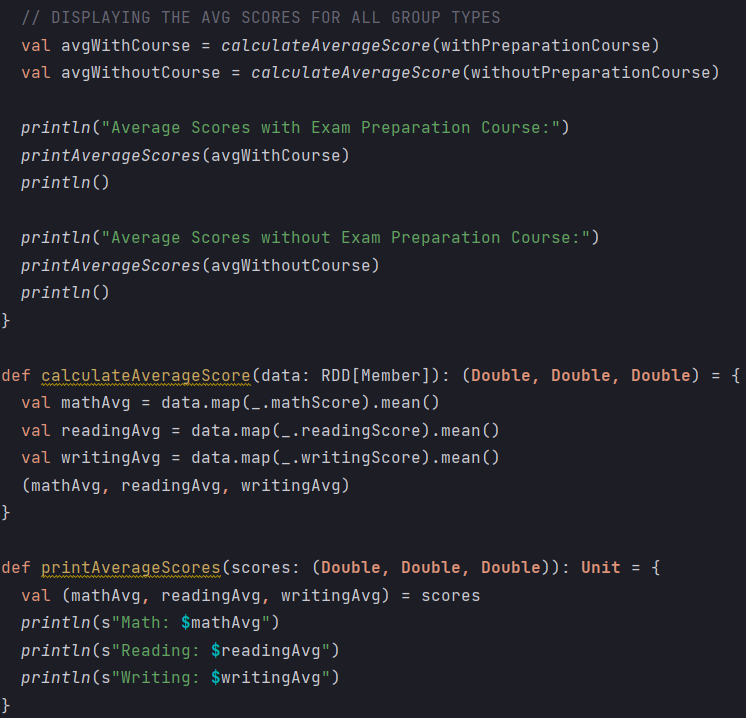 // DISPLAYING THE AVG SCORES FOR ALL GROUP TYPES
val avgWithCourse = calculateAverageScore(withPreparationCourse)
val avgWithoutCourse = calculateAverageScore(withoutPreparationCourse)
println("Average Scores with Exam Preparation Course:")
printAverageScores(avgWithCourse)
println()
println("Average Scores without Exam Preparation Course:")
printAverageScores(avgWithoutCourse)
println()
}
def calculateAverageScore(data: RDD[Member]): (Double, Double, Double) = {
val mathAvg = data.map(_.mathScore).mean()
val readingAvg = data.map(_.readingScore).mean()
val writingAvg = data.map(_.writingScore).mean()
(mathAvg, readingAvg, writingAvg)
}
def printAverageScores(scores: (Double, Double, Double)): Unit = {
val (mathAvg, readingAvg, writingAvg) = scores
println(s"Math: $mathAvg")
println(s"Reading: $readingAvg")
println(s"Writing: $writingAvg")
}